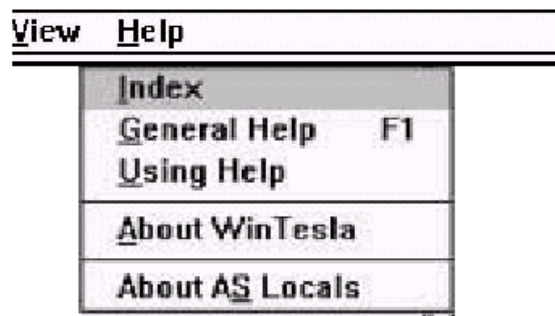 View Help
Index
General Help F1
Using Help
About WinTesla
About AS Locals